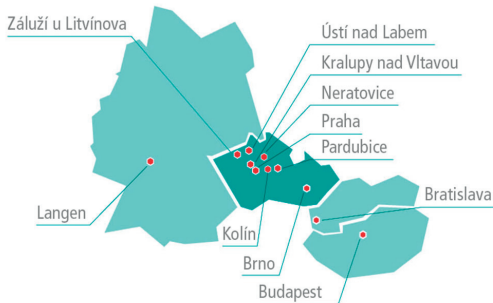 Záluží u Litvínova
Ústí nad Labem
Kralupy nad Vltavou
Neratovice
Praha
Pardubice
Langen
Bratislava
Kolín
Brno
Budapest